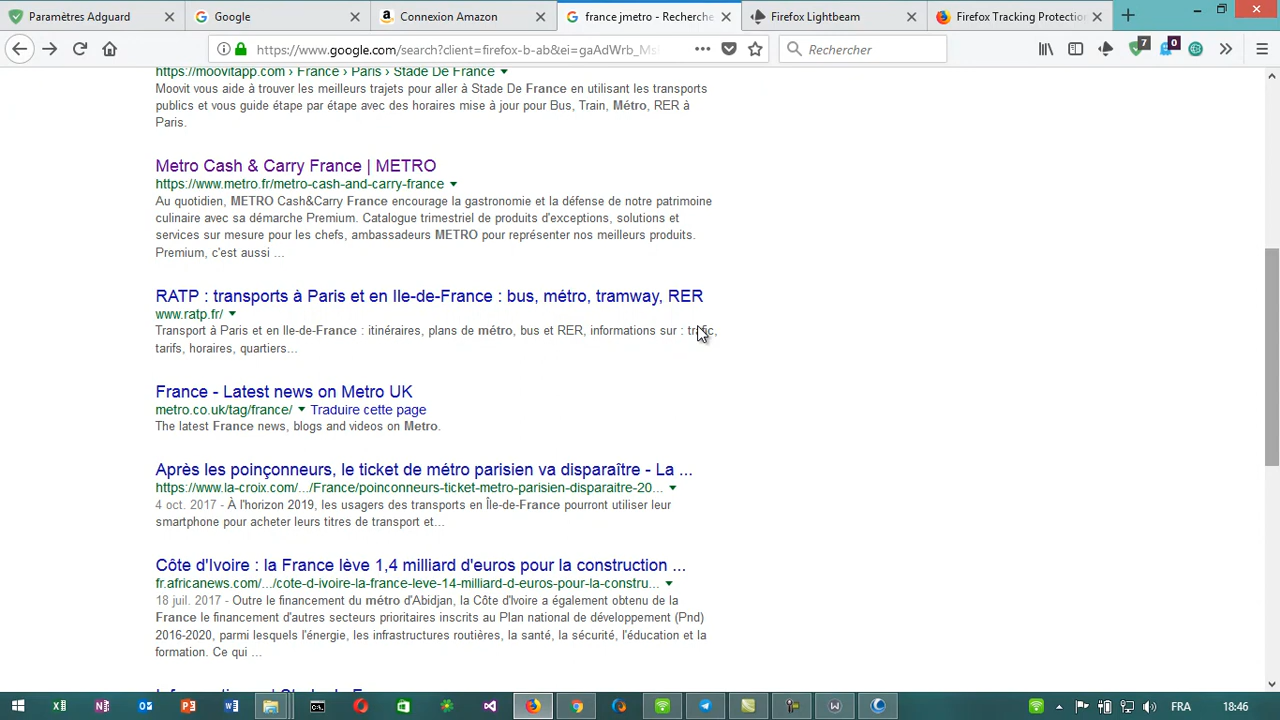 Paramètres Adguard
Google
Connexion Amazon
france jmetro - Recherche
Firefox Lightbeam
Firefox Tracking Protection
https://www.google.com/search?client=firefox-b-ab&ei=gaAdWrb_Msk
Rechercher
7
0
https://moovitapp.com › France › Paris › Stade De France
Moovit vous aide à trouver les meilleurs trajets pour aller à Stade De France en utilisant les transports
publics et vous guide étape par étape avec des horaires mise à jour pour Bus, Train, Métro, RER à
Paris.
Metro Cash & Carry France | METRO
https://www.metro.fr/metro-cash-and-carry-france
Au quotidien, METRO Cash&Carry France encourage la gastronomie et la défense de notre patrimoine
culinaire avec sa démarche Premium. Catalogue trimestriel de produits d'exceptions, solutions et
services sur mesure pour les chefs, ambassadeurs METRO pour représenter nos meilleurs produits.
Premium, c'est aussi ...
RATP : transports à Paris et en Ile-de-France : bus, métro, tramway, RER
www.ratp.fr/
Transport à Paris et en Ile-de-France : itinéraires, plans de métro, bus et RER, informations sur : trafic,
tarifs, horaires, quartiers...
France - Latest news on Metro UK
metro.co.uk/tag/france/ Traduire cette page
The latest France news, blogs and videos on Metro.
Après les poinçonneurs, le ticket de métro parisien va disparaître - La ...
https://www.la-croix.com/.../France/poinconneurs-ticket-metro-parisien-disparaitre-20...
4 oct. 2017 - À l'horizon 2019, les usagers des transports en Île-de-France pourront utiliser leur
smartphone pour acheter leurs titres de transport et...
Côte d'Ivoire : la France lève 1,4 milliard d'euros pour la construction ...
fr.africanews.com/.../cote-d-ivoire-la-france-leve-14-milliard-d-euros-pour-la-constru...
18 juil. 2017 - Outre le financement du métro d'Abidjan, la Côte d'Ivoire a également obtenu de la
France le financement d'autres secteurs prioritaires inscrits au Plan national de développement (Pnd)
2016-2020, parmi lesquels l'énergie, les infrastructures routières, la santé, la sécurité, l'éducation et la
formation. Ce qui ...
FRA
18:46